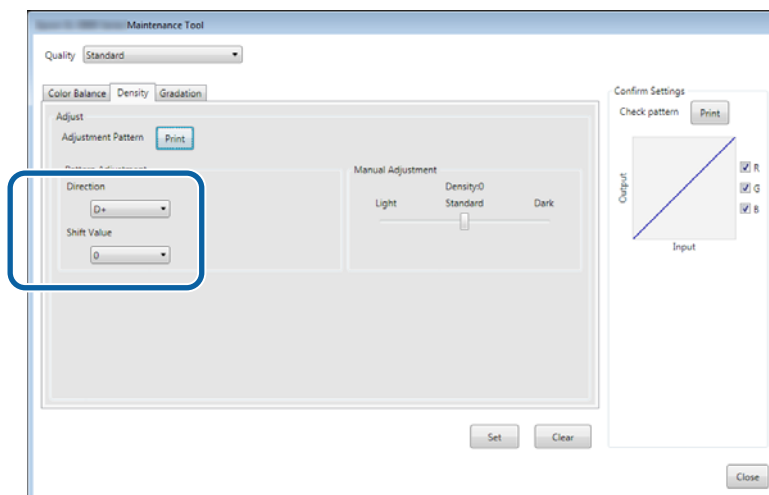 Maintenance Tool
Quality Standard
Color Balance Density Gradation
Adjust
Adjustment Pattern Print
Direction
D+
Shift Value
0
Manual Adjustment
Density:0
Light Standard Dark
Set Clear
Confirm Settings
Check pattern Print
Output
R
G
B
Input
Close